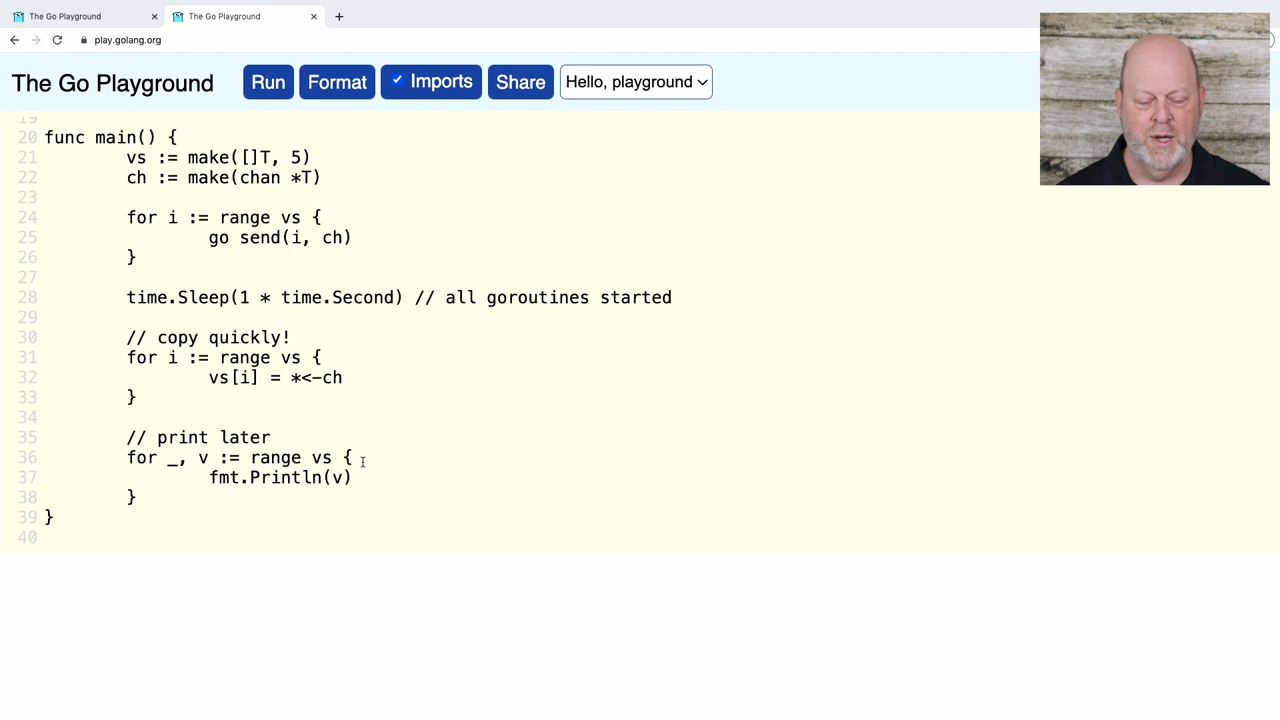 The Go Playground
The Go Playground
play.golang.org
The Go Playground
Run
Format
Imports
Share
Hello, playground
19
20 func main() {
21 vs := make([]T, 5)
22 ch := make(chan *T)
23
24 for i := range vs {
25 go send(i, ch)
26 }
27
28 time.Sleep(1 * time.Second) // all goroutines started
29
30 // copy quickly!
31 for i := range vs {
32 vs[i] = *<-ch
33 }
34
35 // print later
36 for _, v := range vs {
37 fmt.Println(v)
38 }
39 }
40